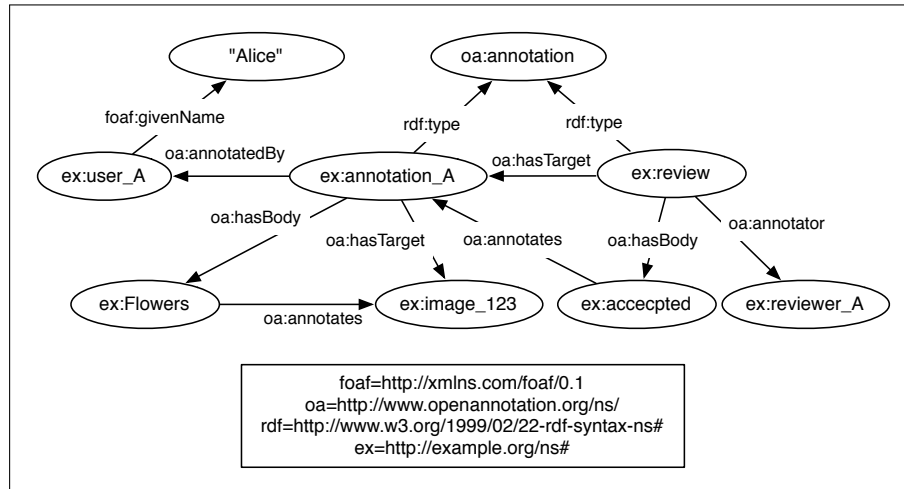 "Alice"
oa:annotation
foaf:givenName
rdf:type
rdf:type
oa:annotatedBy
oa:hasTarget
ex:user_A
ex:annotation_A
ex:review
oa:hasBody
oa:hasTarget
oa:annotates
oa:hasBody
oa:annotator
ex:Flowers
ex:image_123
ex:accecpted
ex:reviewer_A
oa:annotates
foaf=http://xmlns.com/foaf/0.1
oa=http://www.openannotation.org/ns/
rdf=http://www.w3.org/1999/02/22-rdf-syntax-ns#
ex=http://example.org/ns#